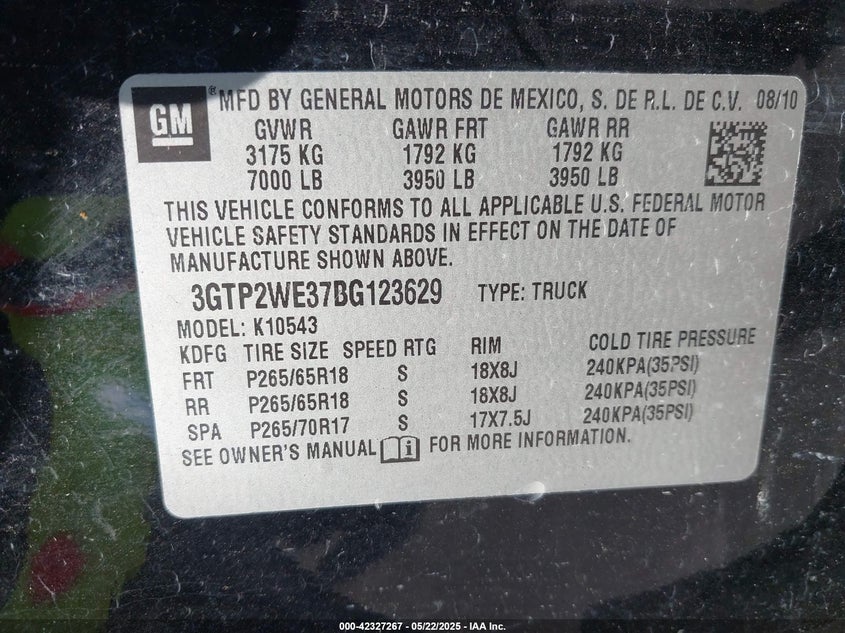 GM ® MFD BY GENERAL MOTORS DE MEXICO, S. DE R.L. DE C.V. 08/10
GVWR GAWR FRT GAWR RR
3175 KG 1792 KG 1792 KG
7000 LB 3950 LB 3950 LB
THIS VEHICLE CONFORMS TO ALL APPLICABLE U.S. FEDERAL MOTOR
VEHICLE SAFETY STANDARDS IN EFFECT ON THE DATE OF
MANUFACTURE SHOWN ABOVE.
3GTP2WE37BG123629 TYPE: TRUCK
MODEL: K10543
KDFG TIRE SIZE SPEED RTG RIM COLD TIRE PRESSURE
FRT P265/65R18 S 18X8J 240KPA(35PSI)
RR P265/65R18 S 18X8J 240KPA(35PSI)
SPA P265/70R17 S 17X7.5J 240KPA(35PSI)
SEE OWNER'S MANUAL i FOR MORE INFORMATION.
000-42327267 - 05/22/2025 - IAA Inc.